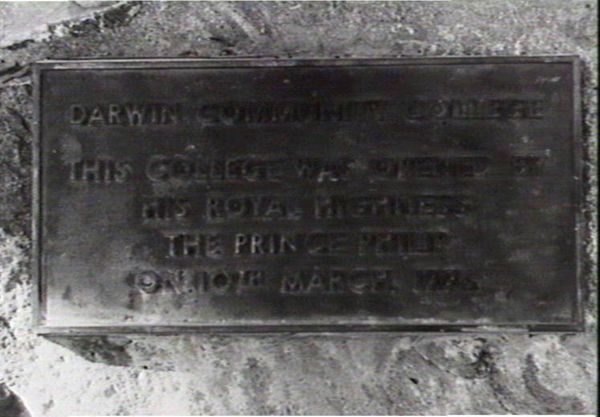 DARWIN COMMUNITY COLLEGE
THIS COLLEGE WAS OPENED BY
HIS ROYAL HIGHNESS
THE PRINCE PHILIP
ON 10TH MARCH